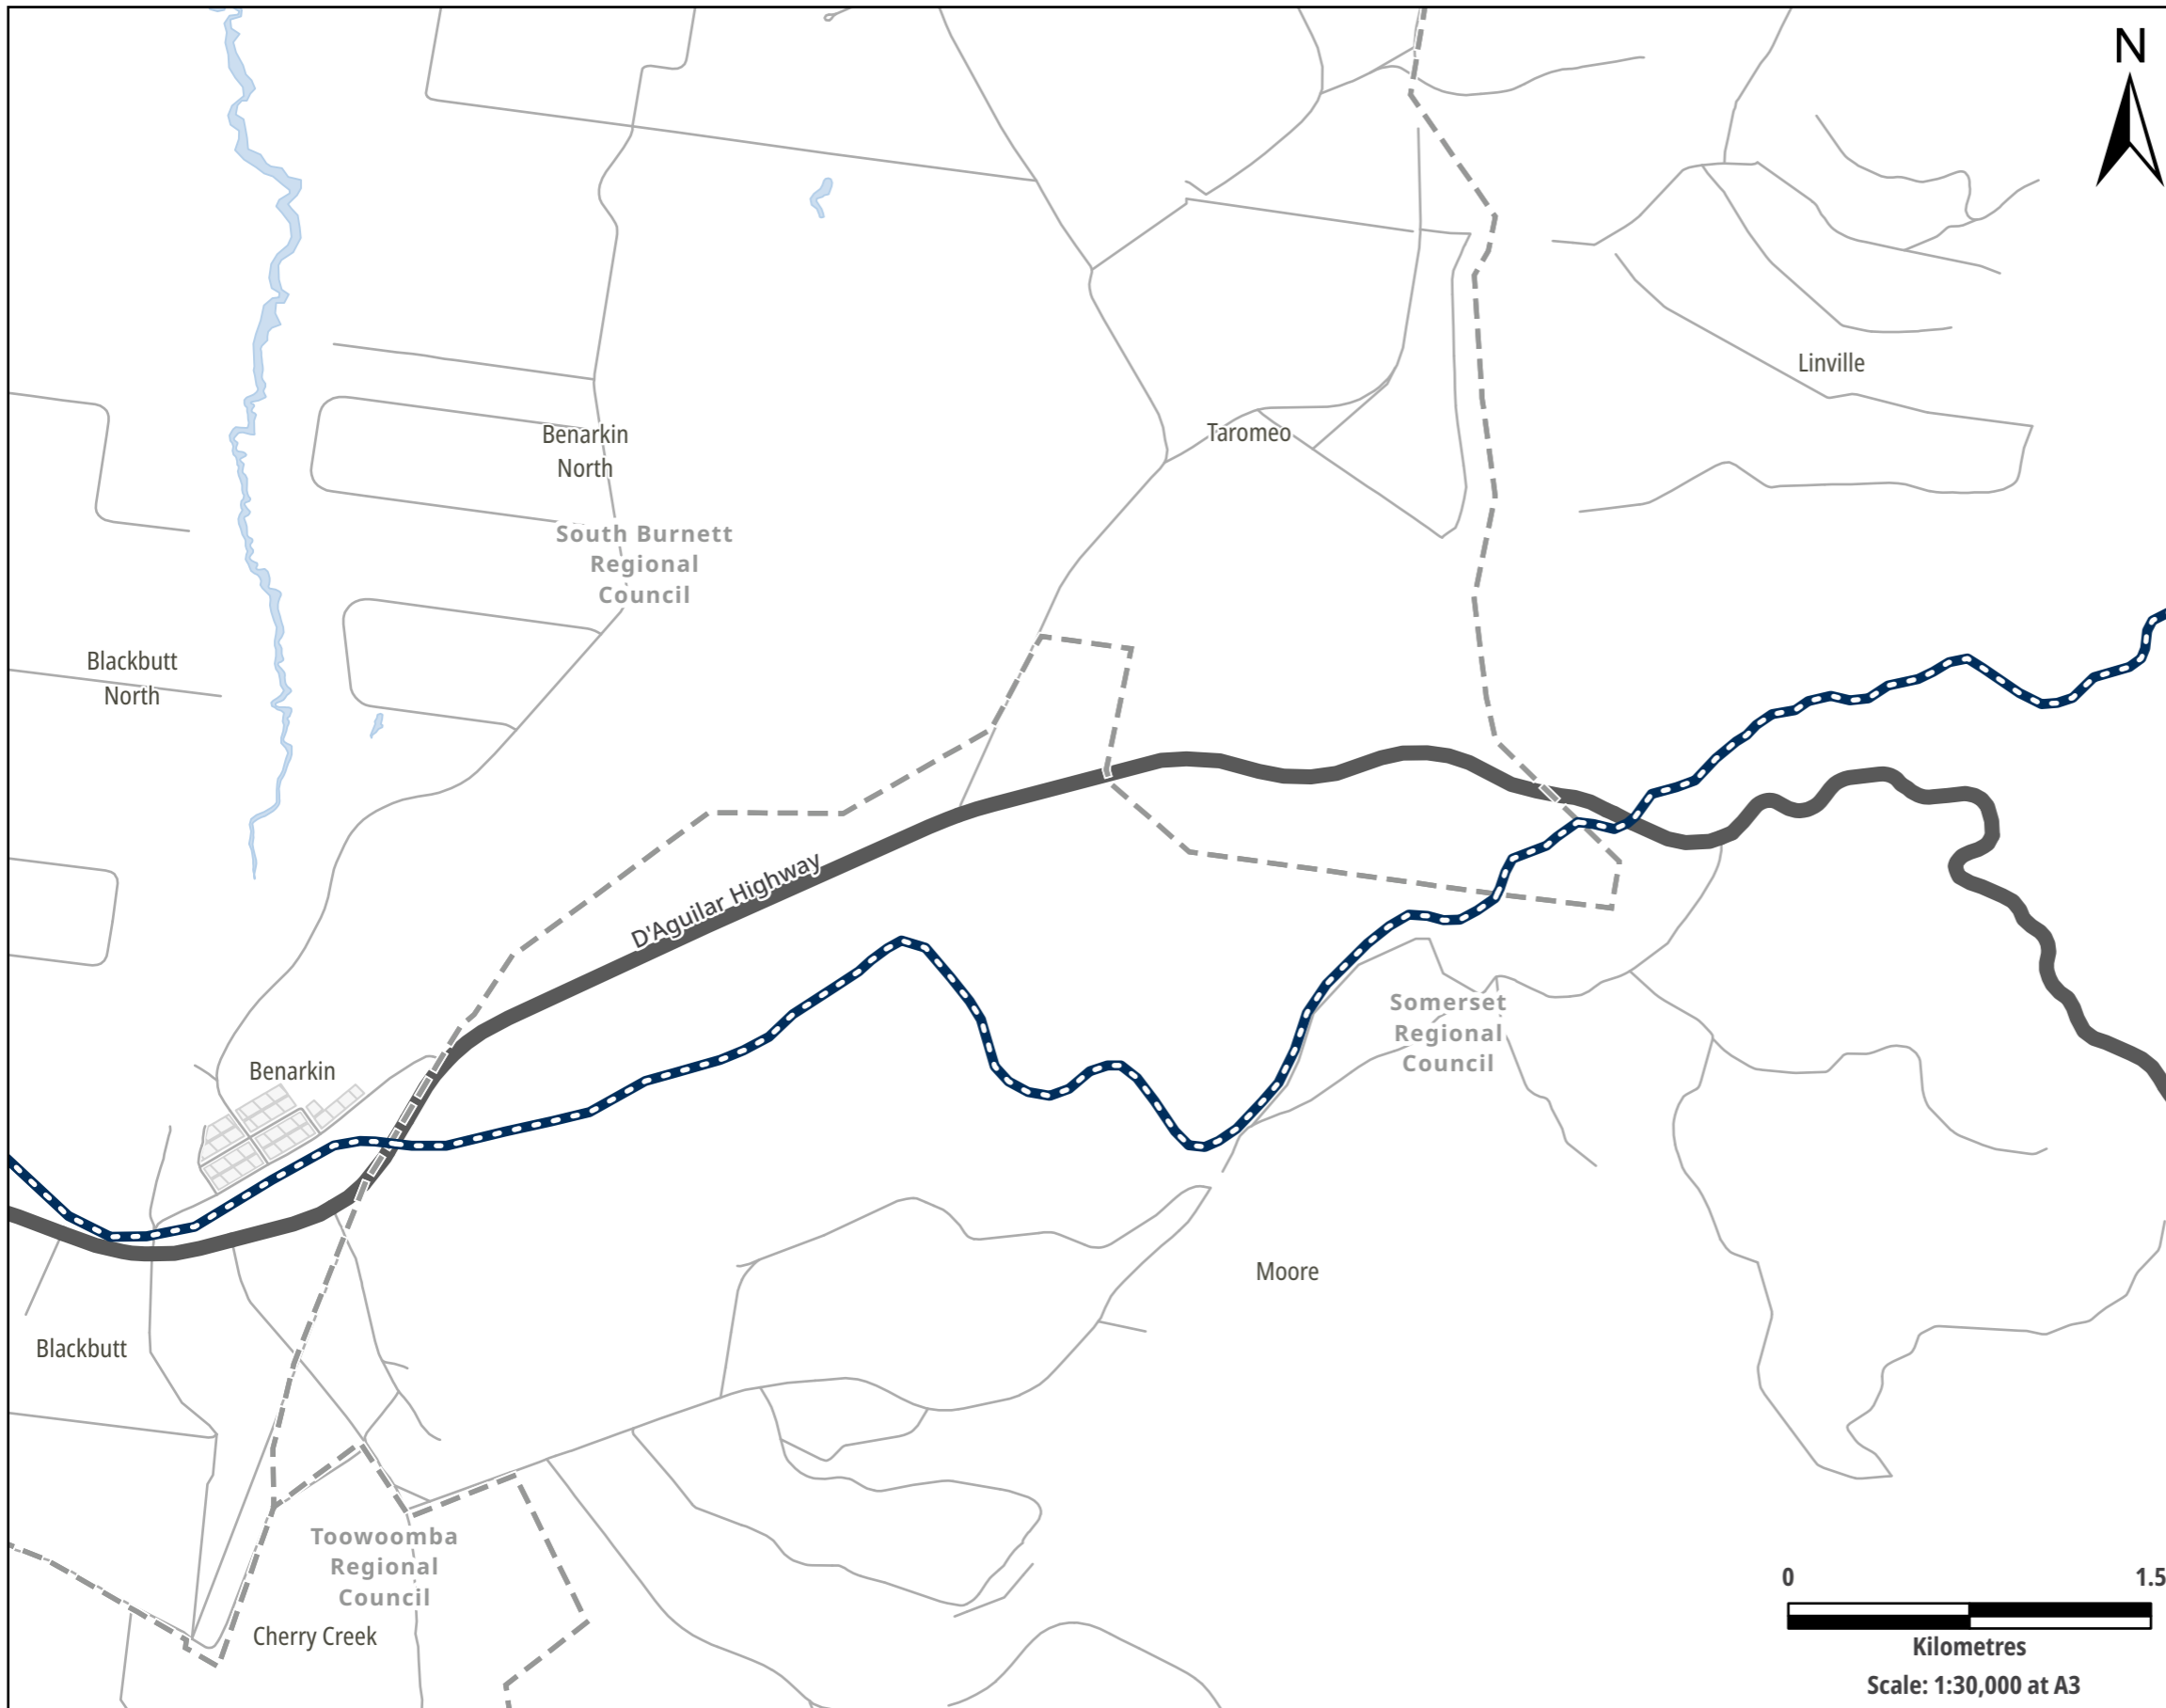 N
Linville
Taromeo
Benarkin
North
South Burnett
Regional
Council
Blackbutt
North
D'Aguilar Highway
Somerset
Regional
Council
Benarkin
Moore
Blackbutt
Toowoomba
Regional
Council
Cherry Creek
0 1.5
Kilometres
Scale: 1:30,000 at A3